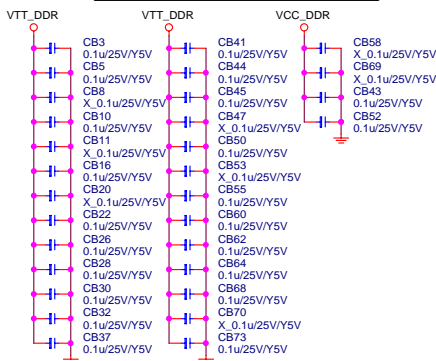 VTT_DDR
CB3
0.1u/25V/Y5V
CB5
0.1u/25V/Y5V
CB8
X_0.1u/25V/Y5V
CB10
0.1u/25V/Y5V
CB11
X_0.1u/25V/Y5V
CB16
0.1u/25V/Y5V
CB20
X_0.1u/25V/Y5V
CB22
0.1u/25V/Y5V
CB26
0.1u/25V/Y5V
CB28
0.1u/25V/Y5V
CB30
0.1u/25V/Y5V
CB32
0.1u/25V/Y5V
CB37
0.1u/25V/Y5V
VTT_DDR
CB41
0.1u/25V/Y5V
CB44
0.1u/25V/Y5V
CB45
0.1u/25V/Y5V
CB47
X_0.1u/25V/Y5V
CB50
0.1u/25V/Y5V
CB53
X_0.1u/25V/Y5V
CB55
0.1u/25V/Y5V
CB60
0.1u/25V/Y5V
CB62
0.1u/25V/Y5V
CB64
0.1u/25V/Y5V
CB68
0.1u/25V/Y5V
CB70
X_0.1u/25V/Y5V
CB73
0.1u/25V/Y5V
VCC_DDR
CB58
X_0.1u/25V/Y5V
CB69
X_0.1u/25V/Y5V
CB43
0.1u/25V/Y5V
CB52
0.1u/25V/Y5V